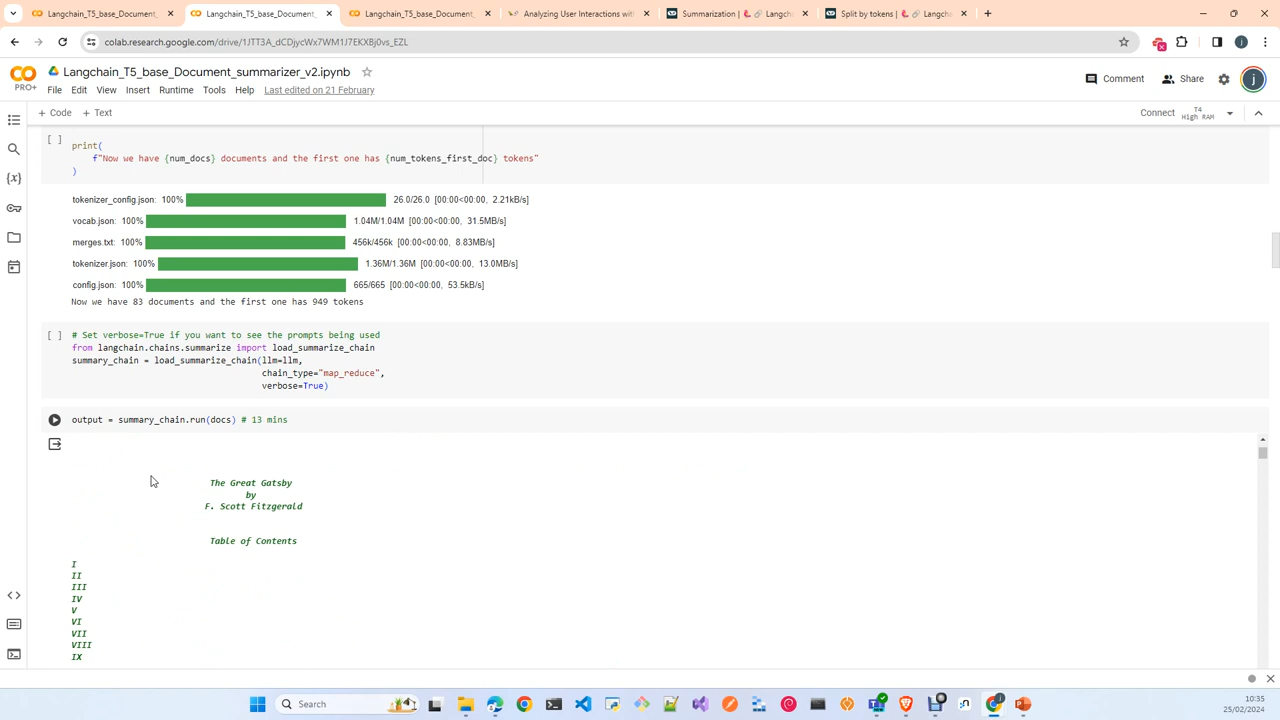 Langchain_T5_base_Document_
Langchain_T5_base_Document_
Langchain_T5_base_Document_
Analyzing User Interactions with
Summarization | Langcha
Split by tokens | Langcha
colab.research.google.com/drive/1JTT3A_dCDjycWx7WM1J7EKXBj0vs_EZL
j
PRO+
Langchain_T5_base_Document_summarizer_v2.ipynb
Comment
Share
j
File Edit View Insert Runtime Tools Help Last edited on 21 February
+ Code + Text
Connect
T4
High RAM
[ ]
print(
f"Now we have {num_docs} documents and the first one has {num_tokens_first_doc} tokens"
)
tokenizer_config.json: 100% 26.0/26.0 [00:00<00:00, 2.21kB/s]
vocab.json: 100% 1.04M/1.04M [00:00<00:00, 31.5MB/s]
merges.txt: 100% 456k/456k [00:00<00:00, 8.83MB/s]
{x}
tokenizer.json: 100% 1.36M/1.36M [00:00<00:00, 13.0MB/s]
config.json: 100% 665/665 [00:00<00:00, 53.5kB/s]
Now we have 83 documents and the first one has 949 tokens
[ ] # Set verbose=True if you want to see the prompts being used
from langchain.chains.summarize import load_summarize_chain
summary_chain = load_summarize_chain(llm=llm,
chain_type="map_reduce",
verbose=True)
output = summary_chain.run(docs) # 13 mins
The Great Gatsby
by
F. Scott Fitzgerald
Table of Contents
I
II
III
IV
V
VI
VII
VIII
IX
Search
10:35
25/02/2024